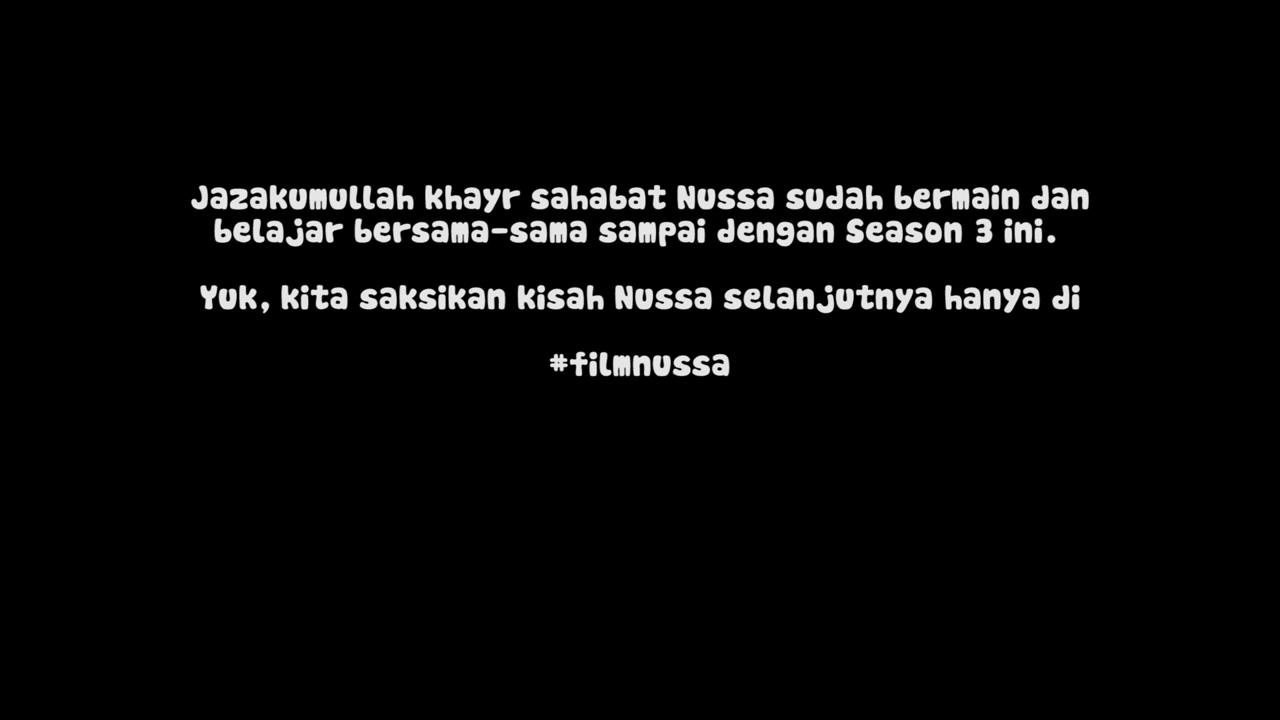 Jazakumullah khayr sahabat Nussa sudah bermain dan
belajar bersama-sama sampai dengan Season 3 ini.
Yuk, kita saksikan kisah Nussa selanjutnya hanya di
#filmnussa